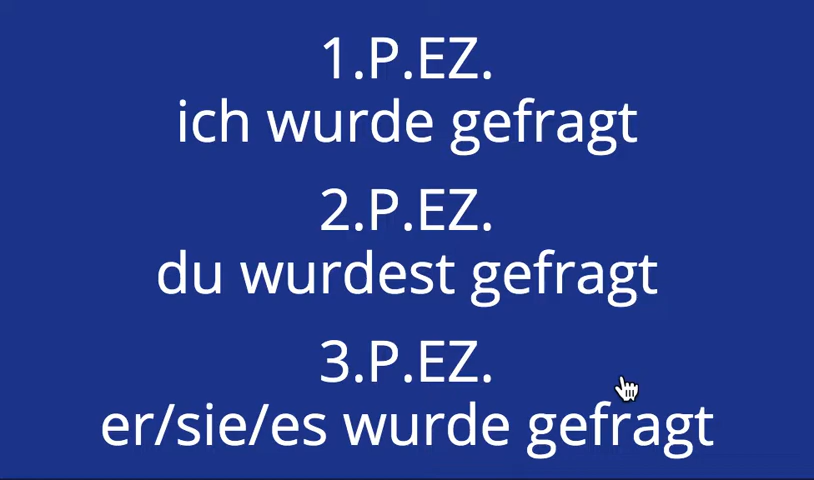 1.P.EZ.
ich wurde gefragt
2.P.EZ.
du wurdest gefragt
3.P.EZ.
er/sie/es wurde gefragt